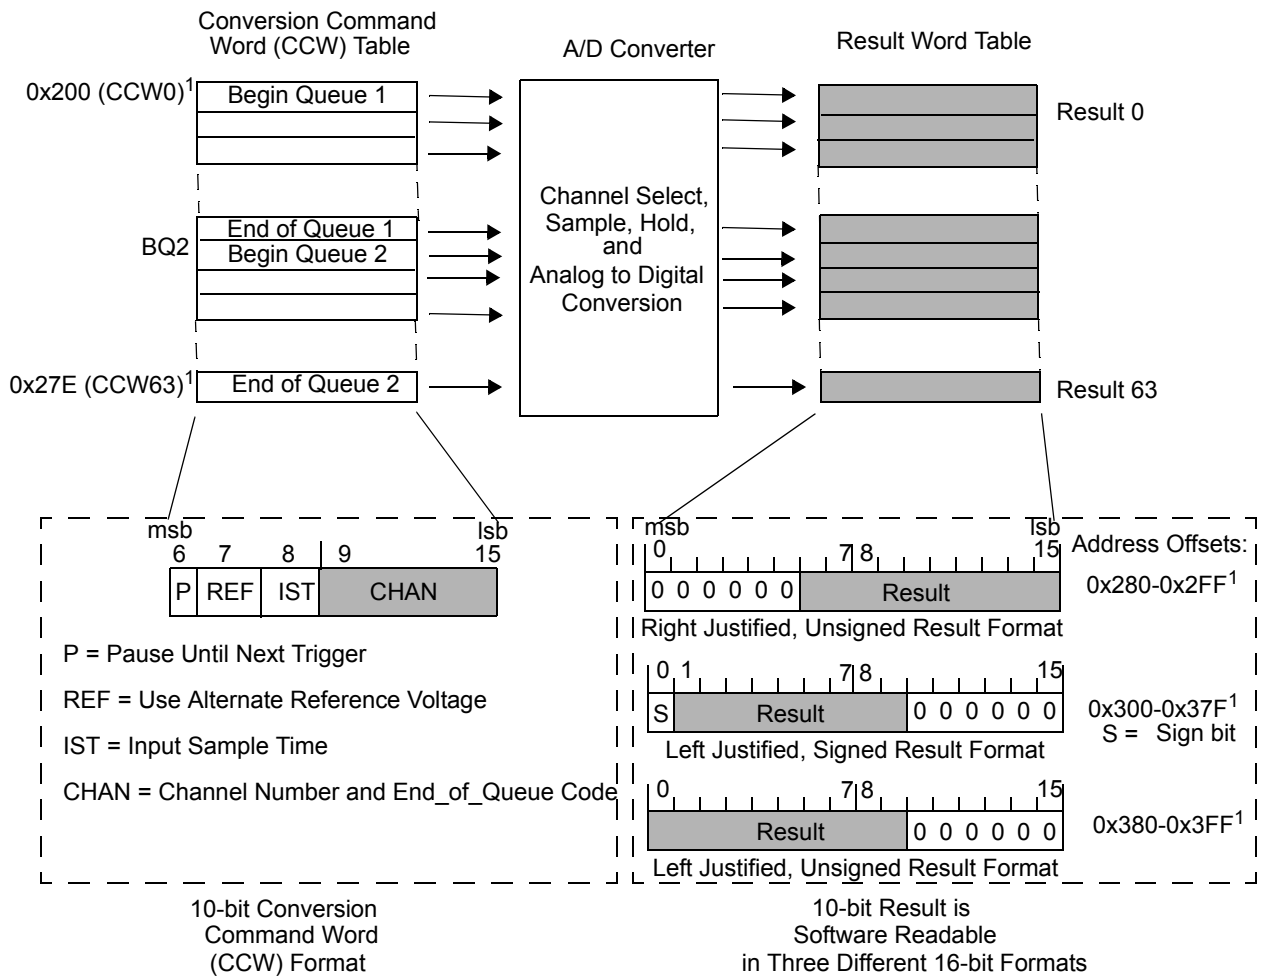 Conversion Command
Word (CCW) Table
A/D Converter
Result Word Table
0x200 (CCW0)1
Begin Queue 1
Result 0
Channel Select,
Sample, Hold,
and
Analog to Digital
Conversion
End of Queue 1
BQ2
Begin Queue 2
0x27E (CCW63)1
End of Queue 2
Result 63
msb
lsb
6 7 8 9 15
P REF IST CHAN
P = Pause Until Next Trigger
REF = Use Alternate Reference Voltage
IST = Input Sample Time
CHAN = Channel Number and End_of_Queue Code
10-bit Conversion
Command Word
(CCW) Format
msb
lsb
0 7 8 15
Address Offsets:
0 0 0 0 0 0 Result
0x280-0x2FF1
Right Justified, Unsigned Result Format
0 1 7 8 15
S Result 0 0 0 0 0 0
0x300-0x37F1
S = Sign bit
Left Justified, Signed Result Format
0 7 8 15
Result 0 0 0 0 0 0
0x380-0x3FF1
Left Justified, Unsigned Result Format
10-bit Result is
Software Readable
in Three Different 16-bit Formats